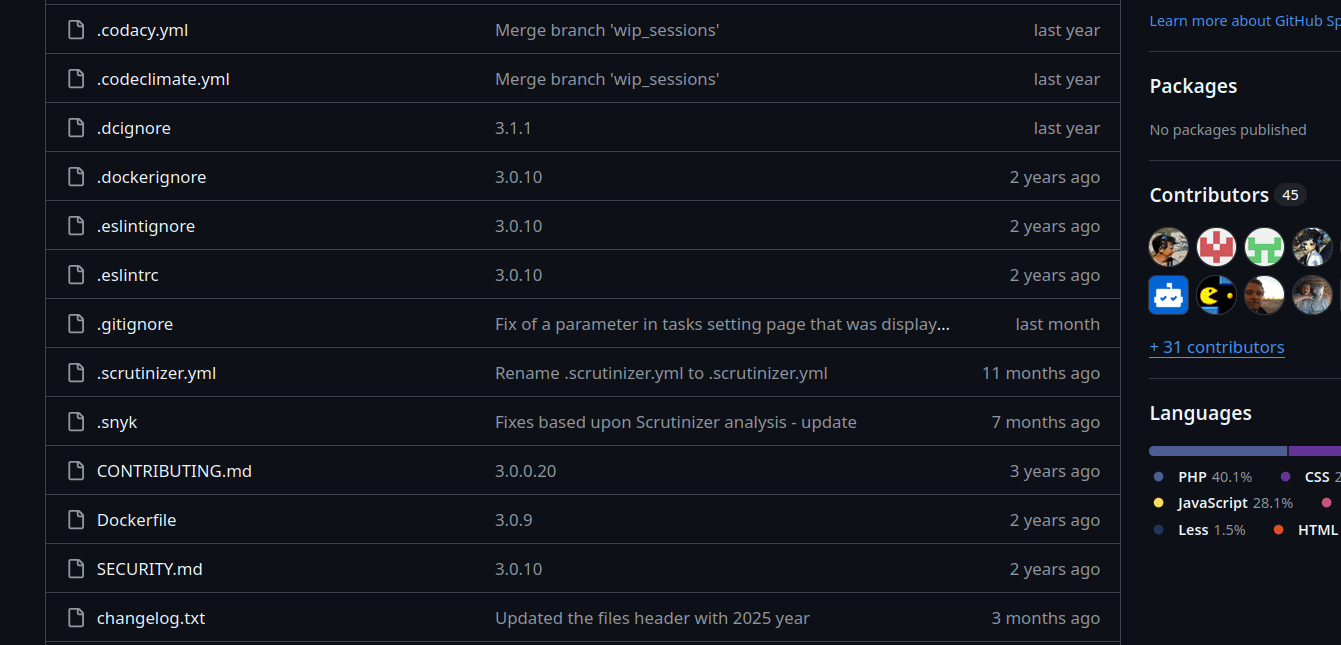 .codacy.yml Merge branch 'wip_sessions' last year
.codeclimate.yml Merge branch 'wip_sessions' last year
.dcignore 3.1.1 last year
.dockerignore 3.0.10 2 years ago
.eslintignore 3.0.10 2 years ago
.eslintrc 3.0.10 2 years ago
.gitignore Fix of a parameter in tasks setting page that was display... last month
.scrutinizer.yml Rename .scrutinizer.yml to .scrutinizer.yml 11 months ago
.snyk Fixes based upon Scrutinizer analysis - update 7 months ago
CONTRIBUTING.md 3.0.0.20 3 years ago
Dockerfile 3.0.9 2 years ago
SECURITY.md 3.0.10 2 years ago
changelog.txt Updated the files header with 2025 year 3 months ago
Learn more about GitHub Sp
Packages
No packages published
Contributors 45
+ 31 contributors
Languages
PHP 40.1% CSS 2
JavaScript 28.1%
Less 1.5% HTML